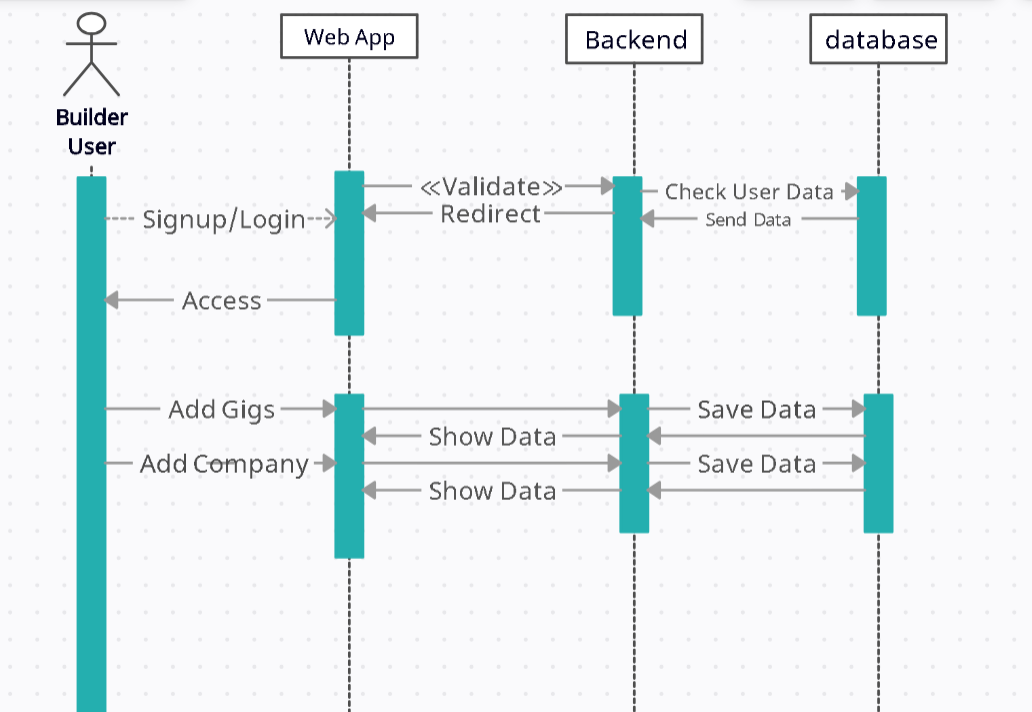 Web App
Backend
database
Builder
User
≪Validate≫
Check User Data
Redirect
Send Data
Signup/Login
Access
Add Gigs
Save Data
Show Data
Add Company
Save Data
Show Data